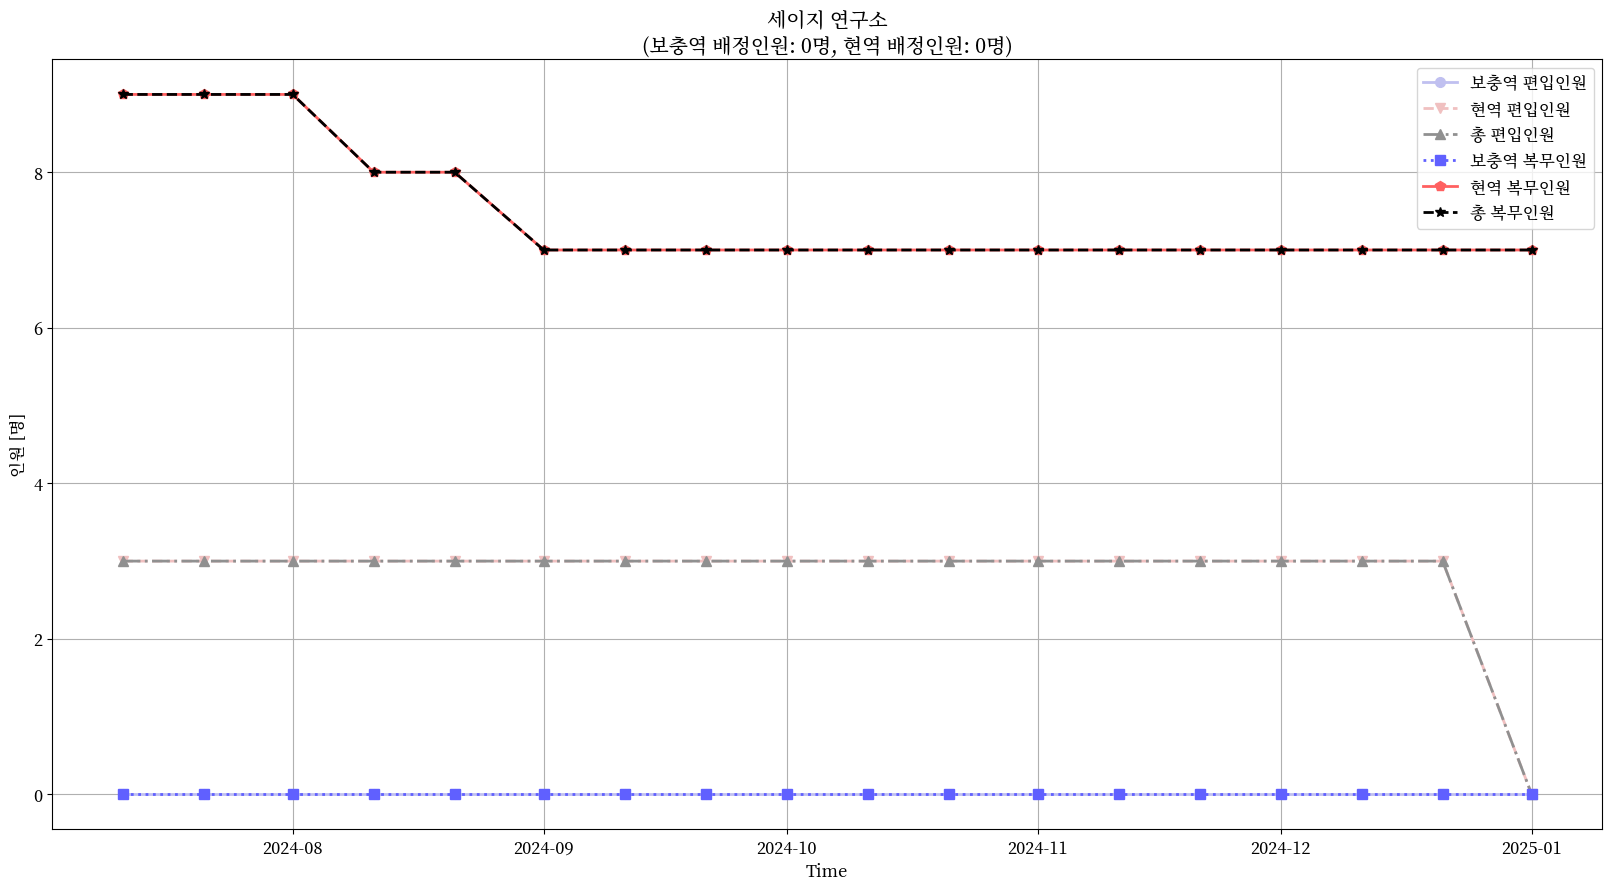 세이지 연구소
(보충역 배정인원: 0명, 현역 배정인원: 0명)
보충역 편입인원
현역 편입인원
총 편입인원
보충역 복무인원
현역 복무인원
총 복무인원
인원 [명]
8
6
4
2
0
2024-08
2024-09
2024-10
2024-11
2024-12
2025-01
Time